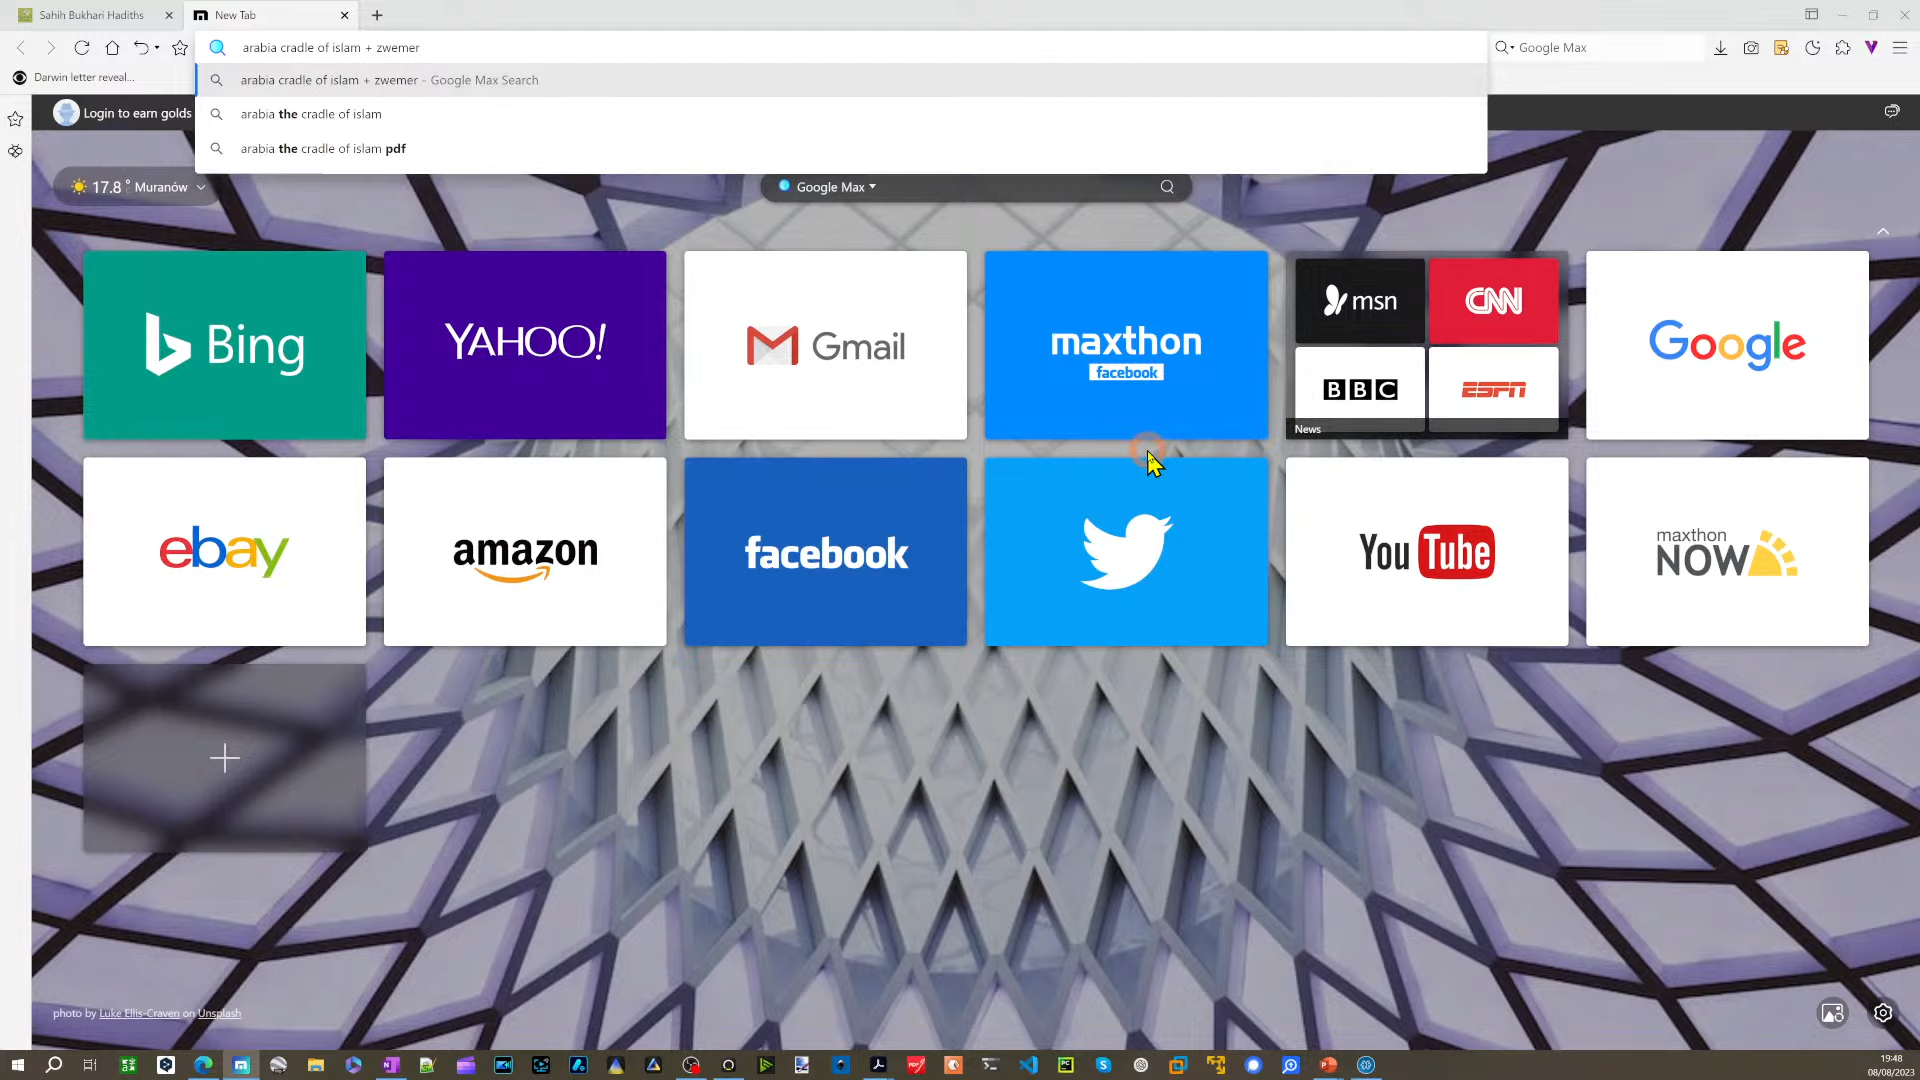 Sahih Bukhari Hadiths
New Tab
arabia cradle of islam + zwemer
Google Max
arabia cradle of islam + zwemer - Google Max Search
Darwin letter reveal...
arabia the cradle of islam
Login to earn golds
arabia the cradle of islam pdf
17.8 ° Muranów
Google Max
Bing
YAHOO!
Gmail
maxthon
facebook
msn
CNN
BBC
ESPN
News
Google
ebay
amazon
facebook
YouTube
maxthon
NOW
photo by Luke Ellis-Craven on Unsplash
19:48
08/08/2023